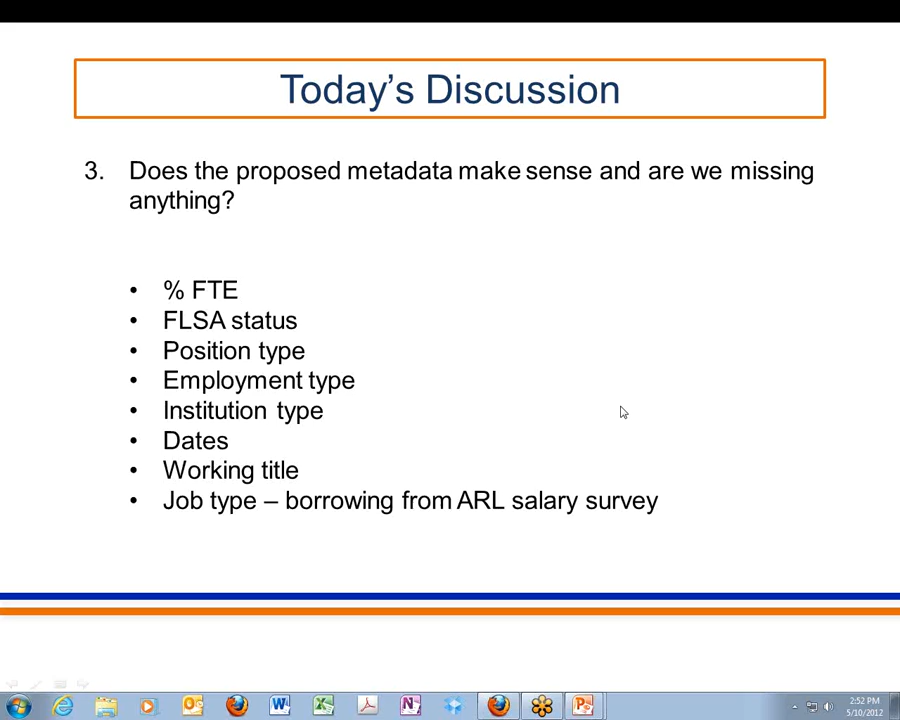 Today's Discussion
3. Does the proposed metadata make sense and are we missing
anything?
• % FTE
• FLSA status
• Position type
• Employment type
• Institution type
• Dates
• Working title
• Job type – borrowing from ARL salary survey
2:52 PM
5/10/2012